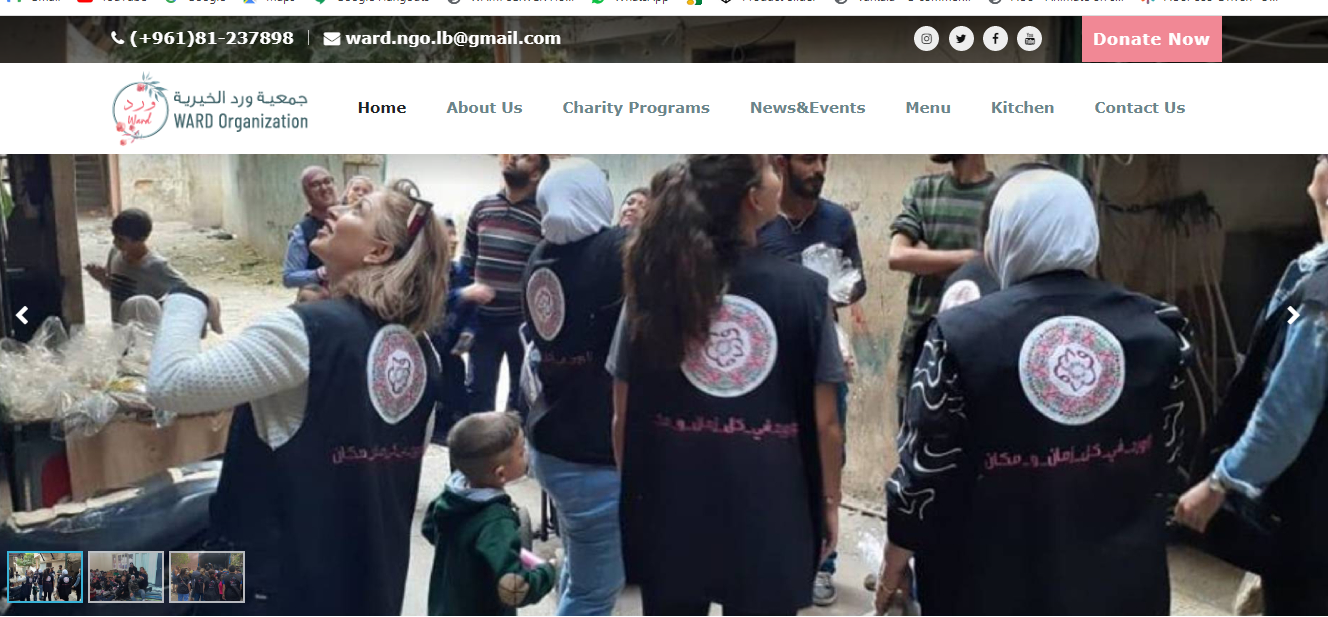 (+961)81-237898 | ward.ngo.lb@gmail.com
Donate Now
ورد
Ward
جمعية ورد الخيرية
WARD Organization
Home About Us Charity Programs News&Events Menu Kitchen Contact Us
الورد_في_كل_زمان_و_مكان